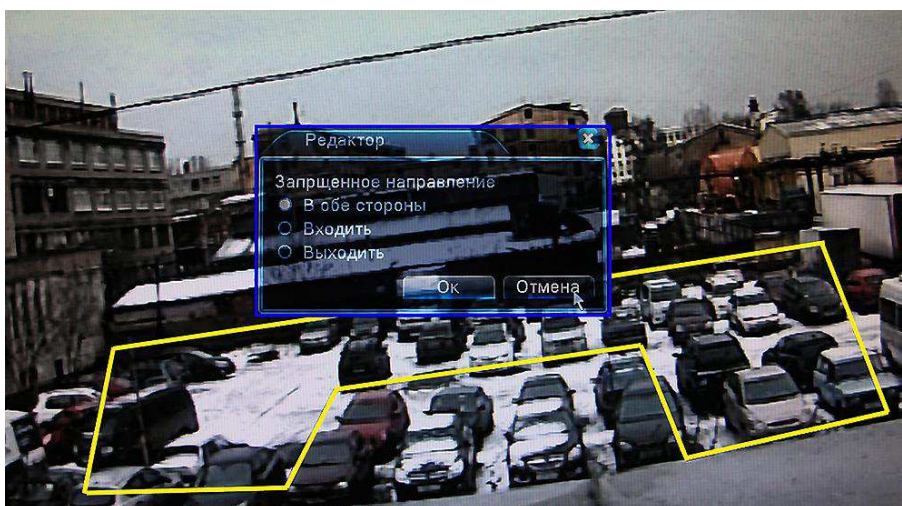 Редактор
Запрщенное направление
В обе стороны
Входить
Выходить
Ок
Отмена